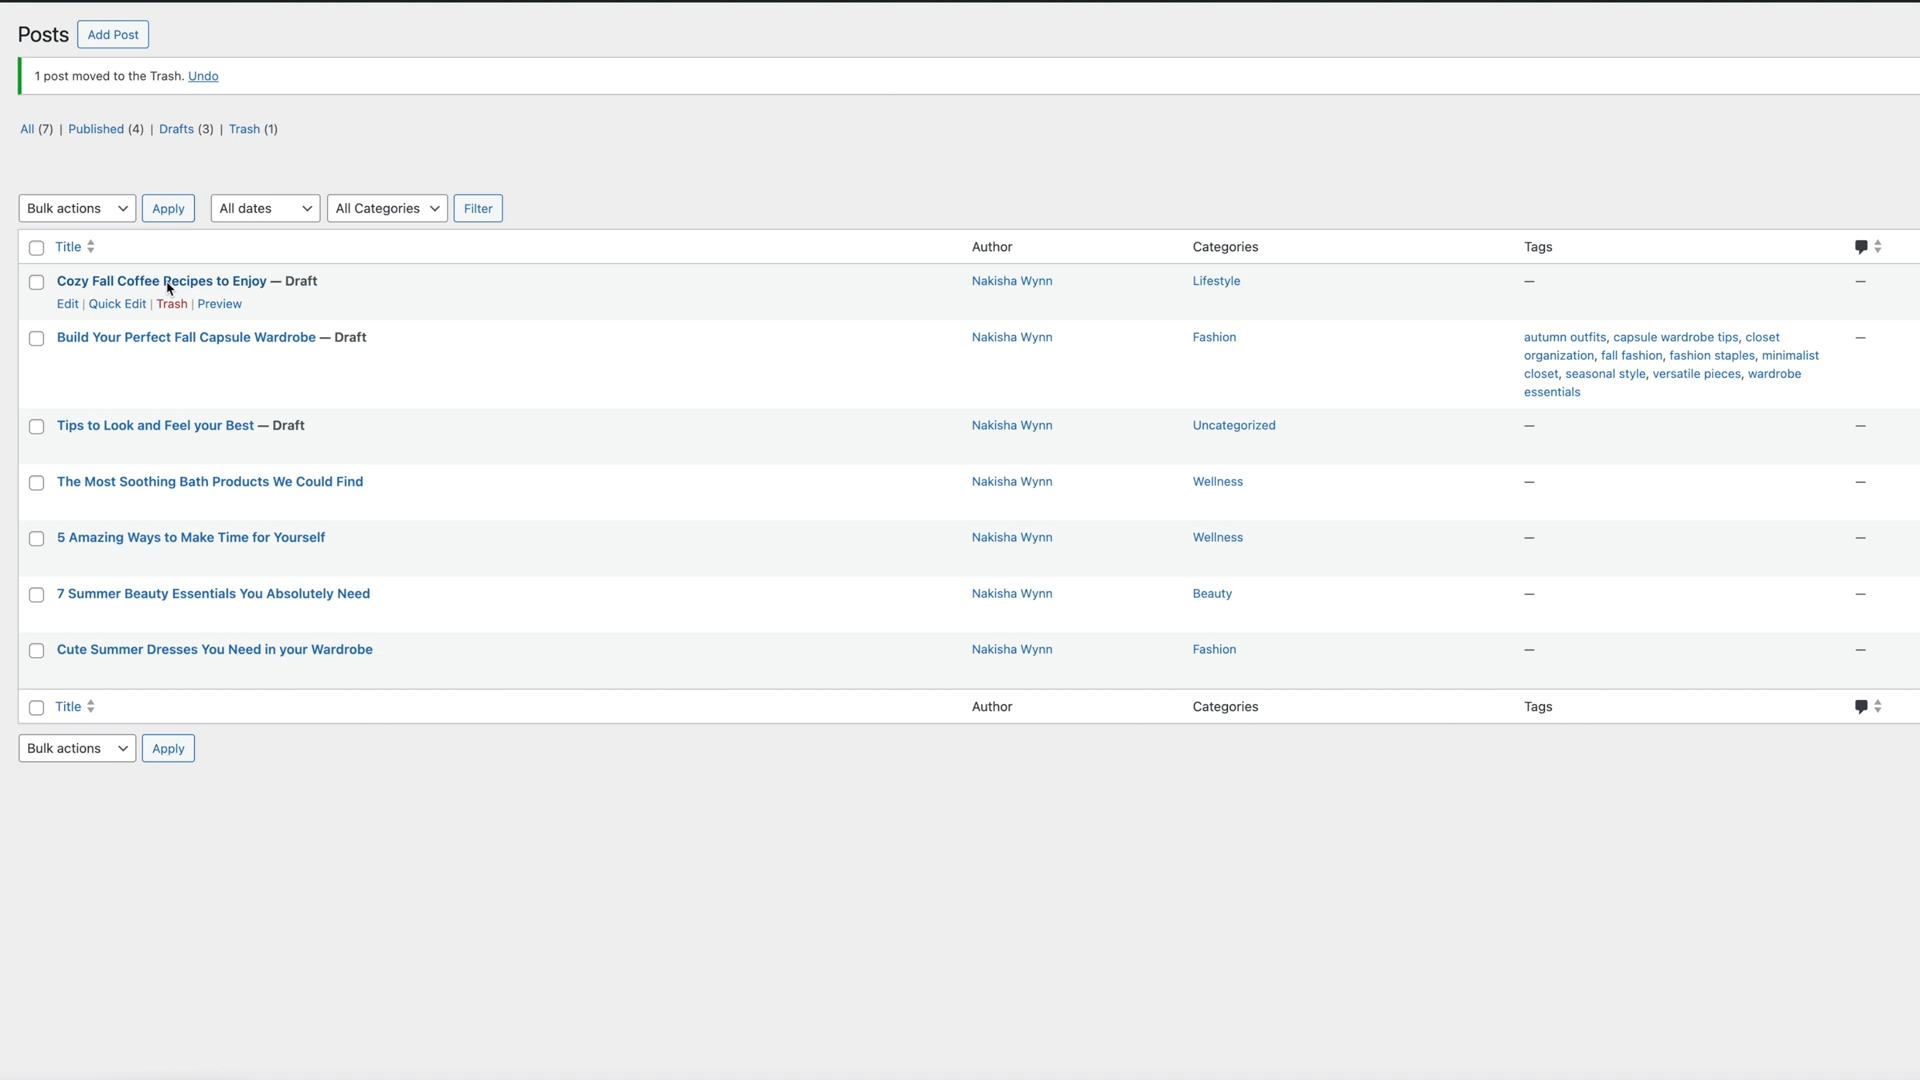 Posts Add Post
1 post moved to the Trash. Undo
All (7) | Published (4) | Drafts (3) | Trash (1)
Bulk actions Apply All dates All Categories Filter
Title Author Categories Tags
Cozy Fall Coffee Recipes to Enjoy — Draft Nakisha Wynn Lifestyle — —
Edit | Quick Edit | Trash | Preview
Build Your Perfect Fall Capsule Wardrobe — Draft Nakisha Wynn Fashion autumn outfits, capsule wardrobe tips, closet —
organization, fall fashion, fashion staples, minimalist
closet, seasonal style, versatile pieces, wardrobe
essentials
Tips to Look and Feel your Best — Draft Nakisha Wynn Uncategorized — —
The Most Soothing Bath Products We Could Find Nakisha Wynn Wellness — —
5 Amazing Ways to Make Time for Yourself Nakisha Wynn Wellness — —
7 Summer Beauty Essentials You Absolutely Need Nakisha Wynn Beauty — —
Cute Summer Dresses You Need in your Wardrobe Nakisha Wynn Fashion — —
Title Author Categories Tags
Bulk actions Apply